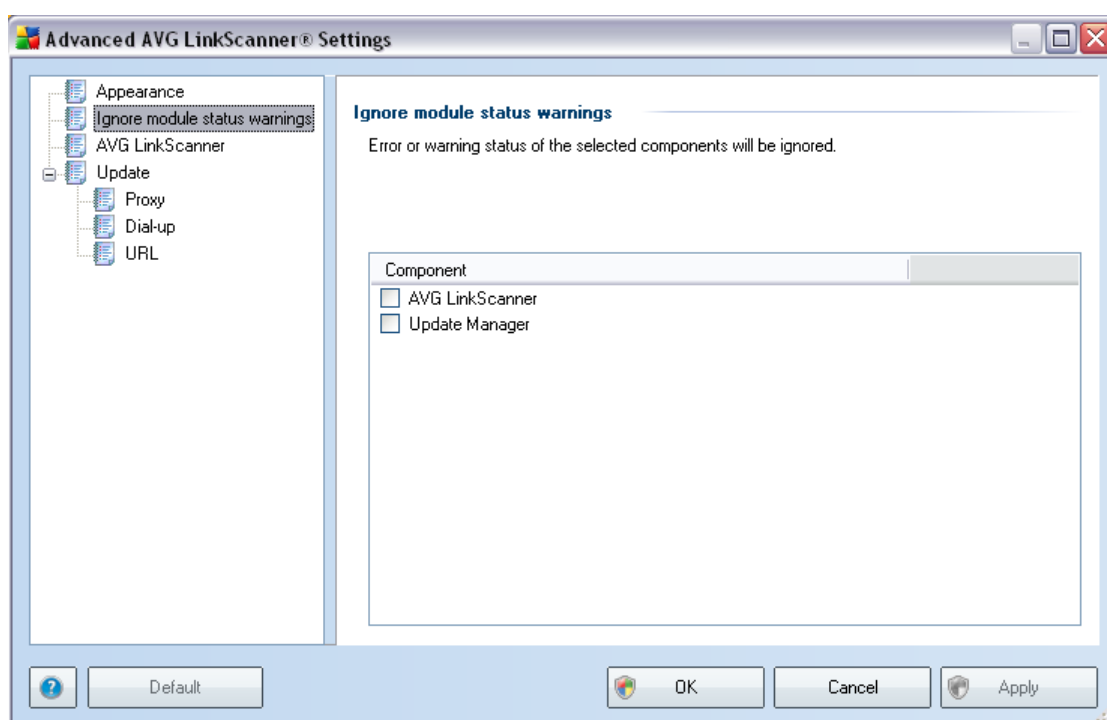 Advanced AVG LinkScanner® Settings
Appearance
Ignore module status warnings
AVG LinkScanner
Update
Proxy
Dial-up
URL
Ignore module status warnings
Error or warning status of the selected components will be ignored.
Component
AVG LinkScanner
Update Manager
Default
OK
Cancel
Apply